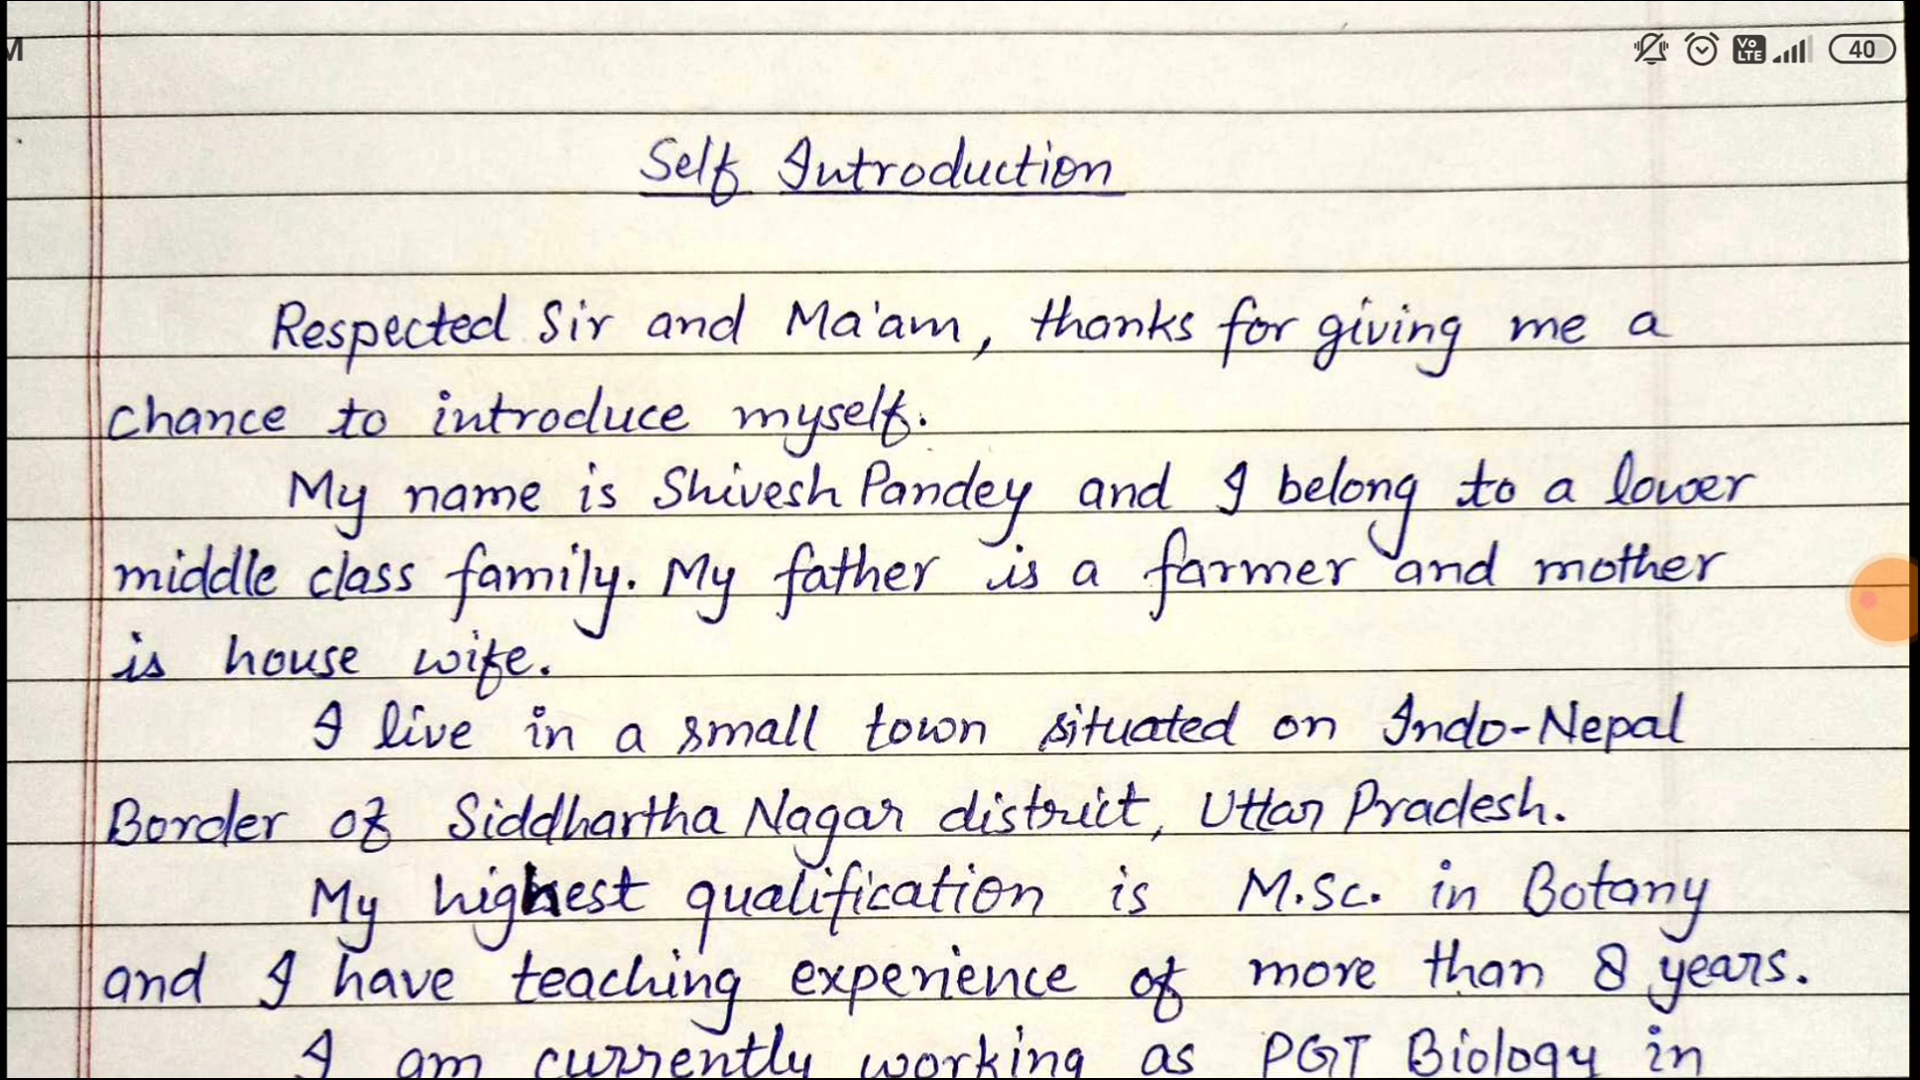 M
Vo
LTE
40
Self Introduction
Respected Sir and Ma'am, thanks for giving me a
chance to introduce myself.
My name is Shivesh Pandey and I belong to a lower
middle class family. My father is a farmer and mother
is house wife.
I live in a small town situated on Indo-Nepal
Border of Siddhartha Nagar district, Uttar Pradesh.
My highest qualification is M.Sc. in Botany
and I have teaching experience of more than 8 years.
I am currently working as PGT Biology in